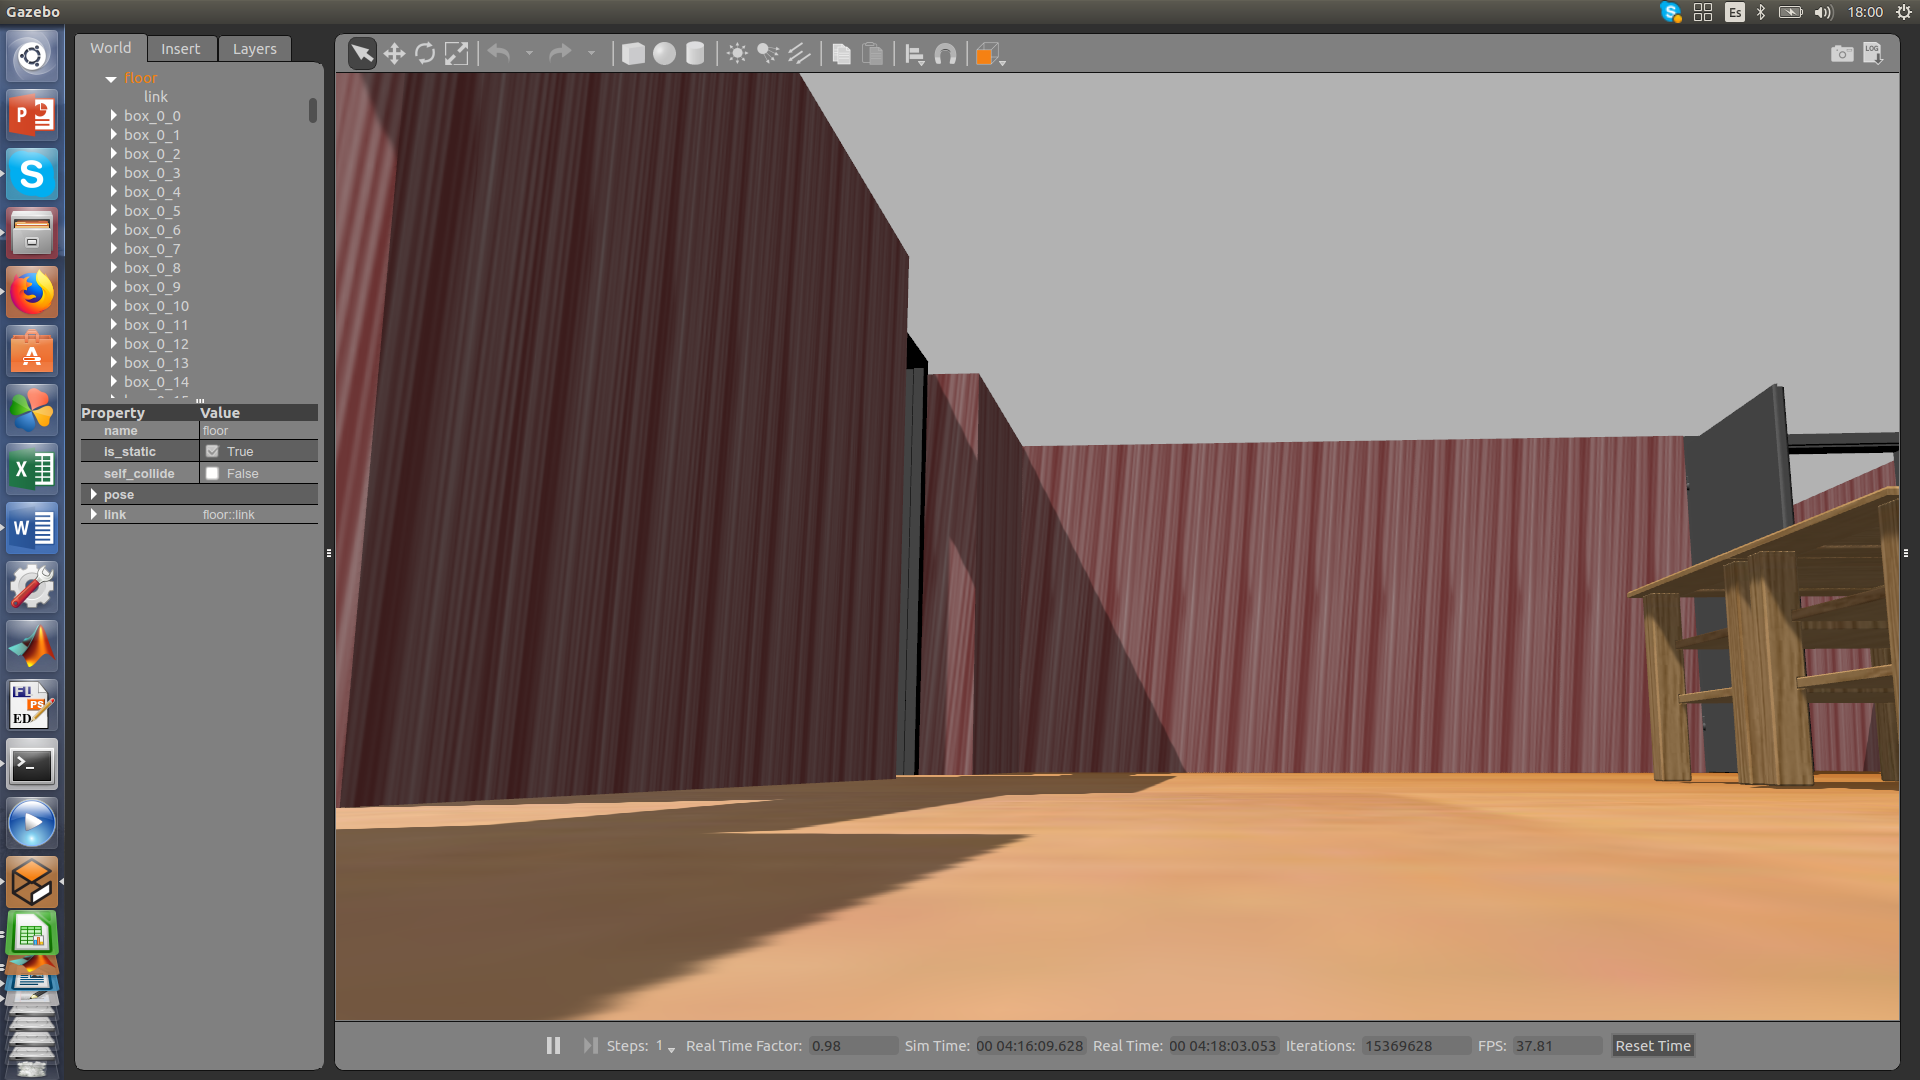 Gazebo
Es
18:00
World
Insert
Layers
LOG
floor
link
box_0_0
box_0_1
box_0_2
box_0_3
box_0_4
box_0_5
box_0_6
box_0_7
box_0_8
box_0_9
box_0_10
box_0_11
box_0_12
box_0_13
box_0_14
Property Value
name floor
is_static True
self_collide False
pose
link floor::link
Steps: 1 Real Time Factor: 0.98 Sim Time: 00 04:16:09.628 Real Time: 00 04:18:03.053 Iterations: 15369628 FPS: 37.81 Reset Time